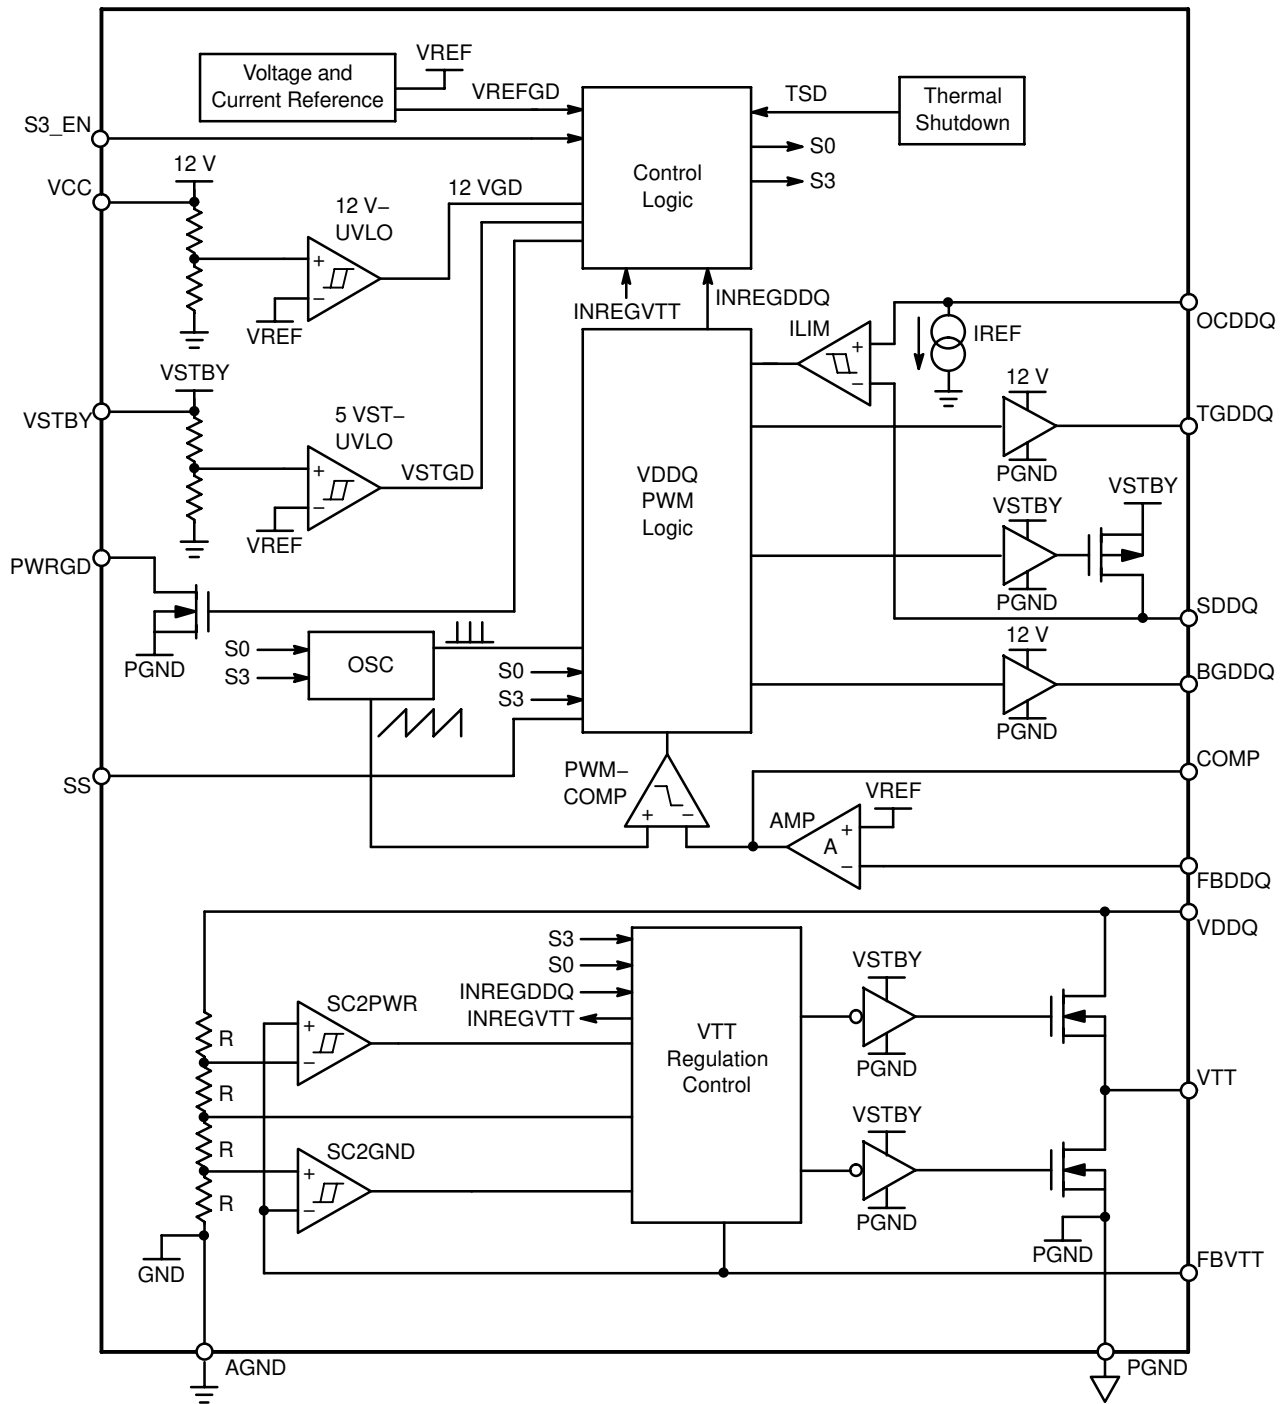 Voltage and
Current Reference
VREF
VREFGD
TSD
Thermal
Shutdown
S3_EN
S0
S3
Control
Logic
12 V
VCC
12 V–
UVLO
12 VGD
+
–
VREF
INREGVTT
INREGDDQ
ILIM
+
–
IREF
OCDDQ
VSTBY
VSTBY
5 VST–
UVLO
VSTGD
+
–
VREF
VDDQ
PWM
Logic
12 V
TGDDQ
PGND
VSTBY
VSTBY
PGND
SDDQ
PWRGD
PGND
S0
S3
OSC
S0
S3
12 V
BGDDQ
PGND
SS
PWM–
COMP
+
–
COMP
VREF
AMP
A
+
–
FBDDQ
VDDQ
S3
S0
INREGDDQ
INREGVTT
VTT
Regulation
Control
SC2PWR
+
–
R
R
R
R
SC2GND
+
–
VSTBY
PGND
VTT
VSTBY
PGND
PGND
GND
FBVTT
AGND
PGND